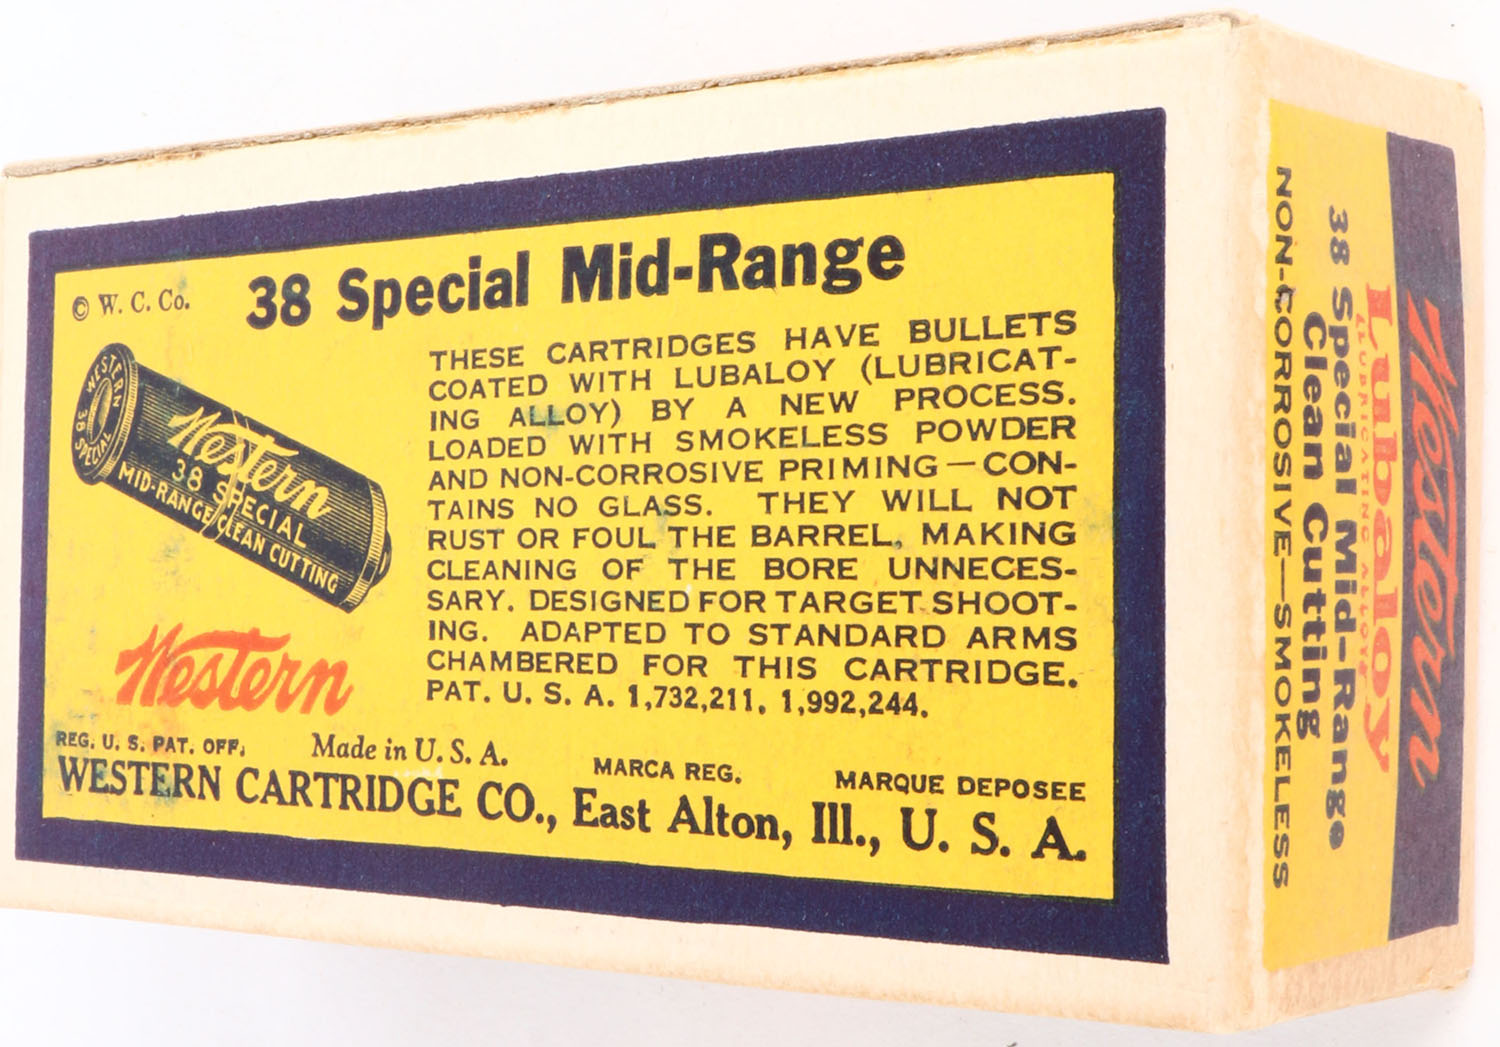 © W. C. Co.
38 Special Mid-Range
WESTERN
38 SPECIAL
Western
38 SPECIAL
MID-RANGE CLEAN CUTTING
THESE CARTRIDGES HAVE BULLETS
COATED WITH LUBALOY (LUBRICAT-
ING ALLOY) BY A NEW PROCESS.
LOADED WITH SMOKELESS POWDER
AND NON-CORROSIVE PRIMING—CON-
TAINS NO GLASS. THEY WILL NOT
RUST OR FOUL THE BARREL, MAKING
CLEANING OF THE BORE UNNECES-
SARY. DESIGNED FOR TARGET SHOOT-
ING. ADAPTED TO STANDARD ARMS
CHAMBERED FOR THIS CARTRIDGE.
PAT. U. S. A. 1,732,211, 1,992,244.
Western
REG. U. S. PAT. OFF.
Made in U. S. A.
MARCA REG.
MARQUE DEPOSEE
WESTERN CARTRIDGE CO., East Alton, Ill., U. S. A.
Western
Lubaloy
(LUBRICATING ALLOY)
38 Special Mid-Range
Clean Cutting
NON-CORROSIVE—SMOKELESS